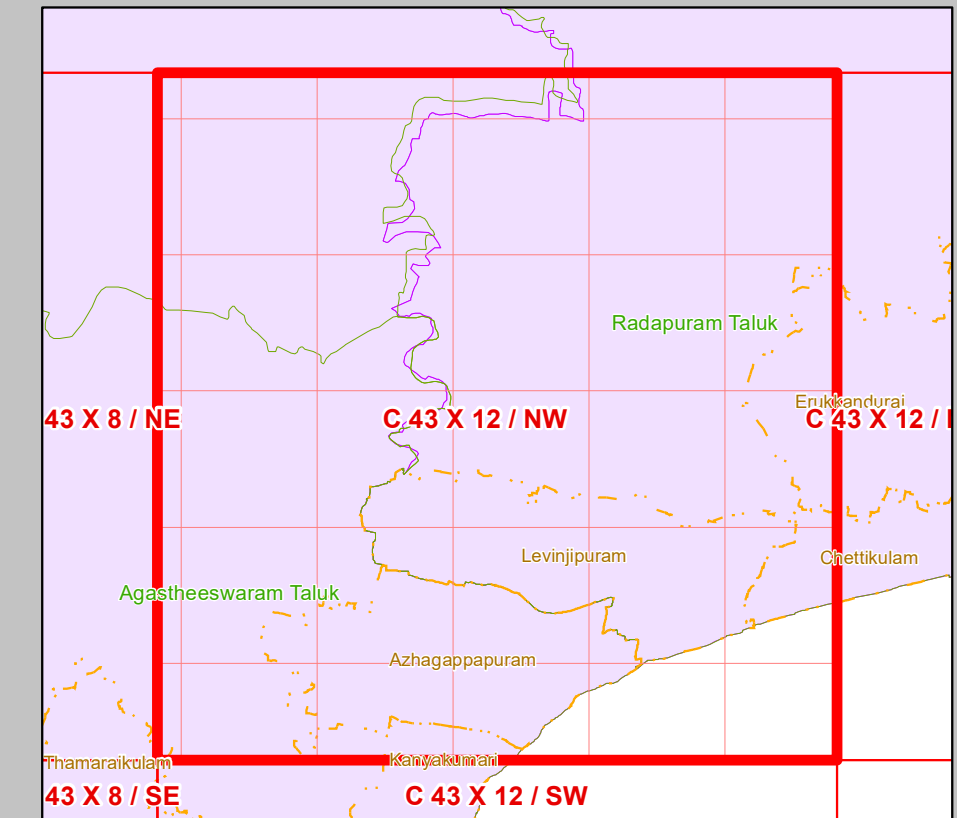 Radapuram Taluk
Erukkandurai
43 X 8 / NE
C 43 X 12 / NW
C 43 X 12 /
Levinjipuram
Chettikulam
Agastheeswaram Taluk
Azhagappapuram
Thamaraikulam
Kanyakumari
43 X 8 / SE
C 43 X 12 / SW